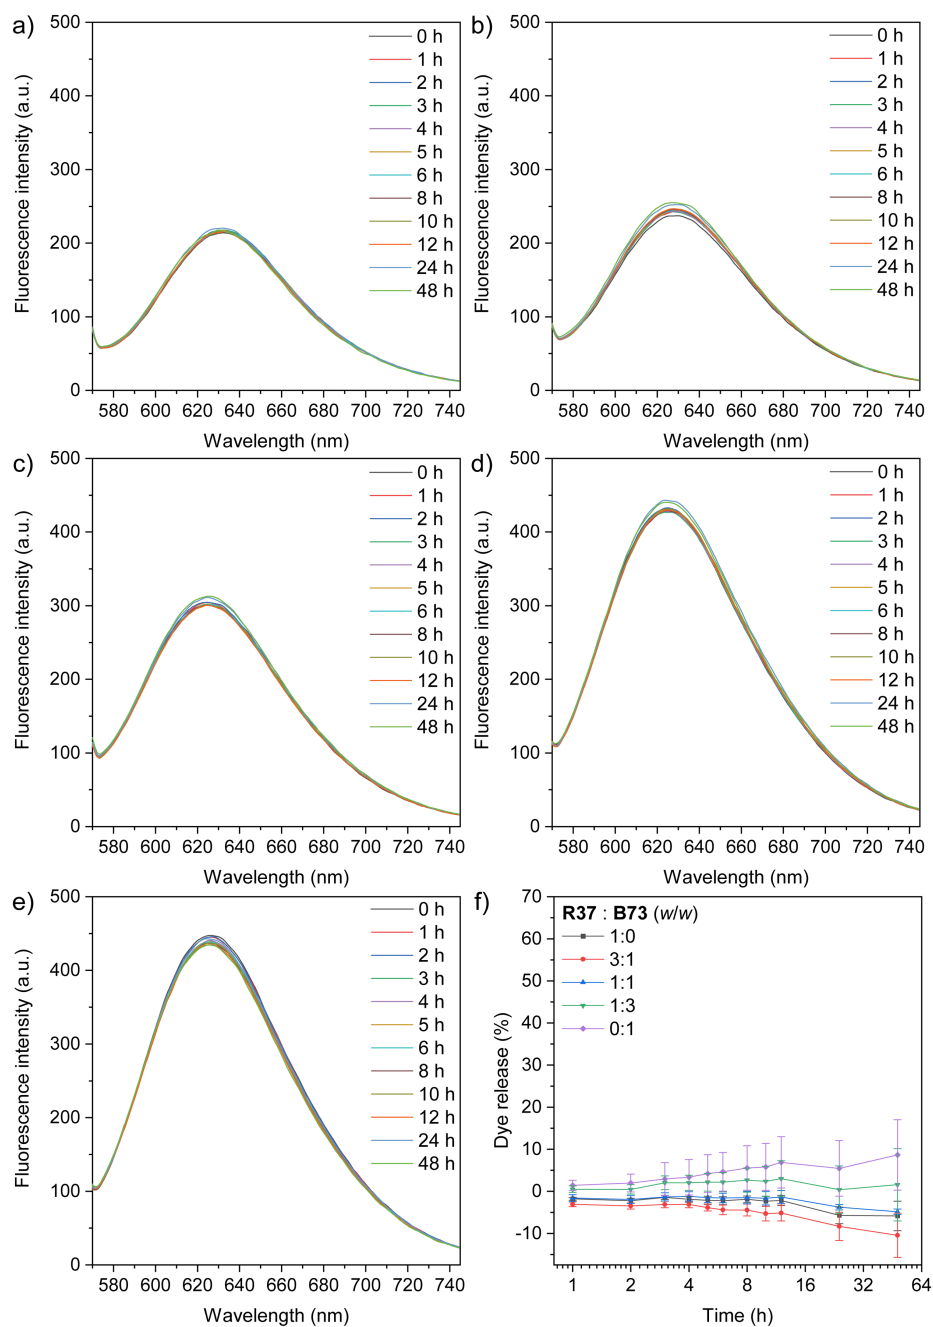 a)
500
400
300
200
100
0
Fluorescence intensity (a.u.)
580 600 620 640 660 680 700 720 740
Wavelength (nm)
0 h
1 h
2 h
3 h
4 h
5 h
6 h
8 h
10 h
12 h
24 h
48 h
b)
500
400
300
200
100
0
Fluorescence intensity (a.u.)
580 600 620 640 660 680 700 720 740
Wavelength (nm)
0 h
1 h
2 h
3 h
4 h
5 h
6 h
8 h
10 h
12 h
24 h
48 h
c)
500
400
300
200
100
0
Fluorescence intensity (a.u.)
580 600 620 640 660 680 700 720 740
Wavelength (nm)
0 h
1 h
2 h
3 h
4 h
5 h
6 h
8 h
10 h
12 h
24 h
48 h
d)
500
400
300
200
100
0
Fluorescence intensity (a.u.)
580 600 620 640 660 680 700 720 740
Wavelength (nm)
0 h
1 h
2 h
3 h
4 h
5 h
6 h
8 h
10 h
12 h
24 h
48 h
e)
500
400
300
200
100
0
Fluorescence intensity (a.u.)
580 600 620 640 660 680 700 720 740
Wavelength (nm)
0 h
1 h
2 h
3 h
4 h
5 h
6 h
8 h
10 h
12 h
24 h
48 h
f)
70
60
50
40
30
20
10
0
-10
Dye release (%)
1 2 4 8 16 32 64
Time (h)
R37 : B73 (w/w)
1:0
3:1
1:1
1:3
0:1